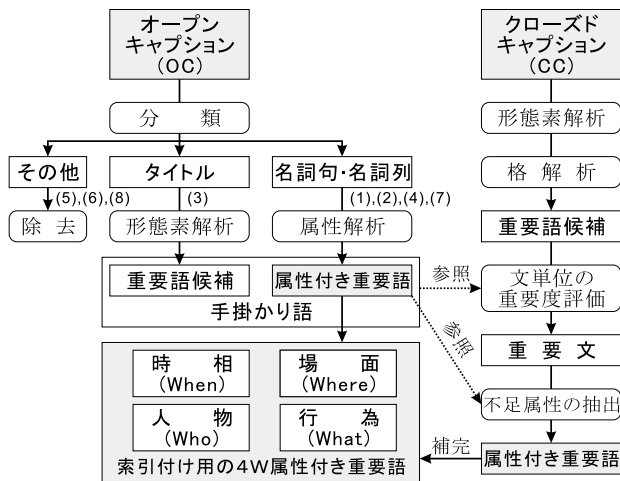 オープン
キャプション
(OC)
分 類
その他
タイトル
名詞句・名詞列
(5),(6),(8)
(3)
(1),(2),(4),(7)
除 去
形態素解析
属性解析
重要語候補
属性付き重要語
手掛かり語
時 相
(When)
場 面
(Where)
人 物
(Who)
行 為
(What)
索引付け用の4W属性付き重要語
クローズド
キャプション
(CC)
形態素解析
格 解 析
重要語候補
参照
文単位の
重要度評価
参照
重 要 文
不足属性の抽出
補完
属性付き重要語